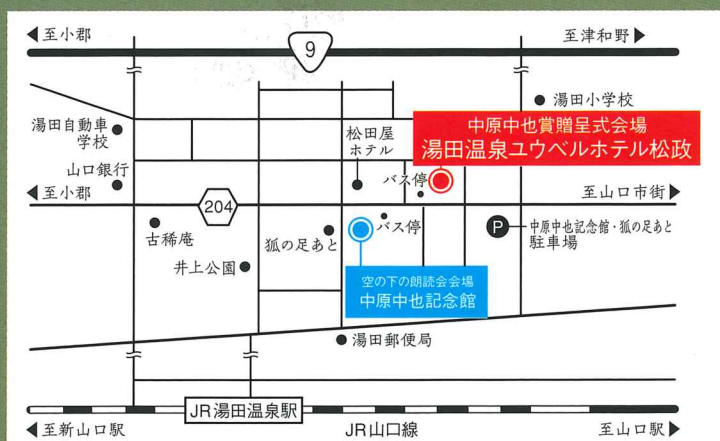 ◀至小郡
至津和野▶
9
湯田小学校
湯田自動車
学校
松田屋
ホテル
中原中也賞贈呈式会場
湯田温泉ユウベルホテル松政
山口銀行
バス停
◀至小郡
204
至山口市街▶
古稀庵
狐の足あと
バス停
P
中原中也記念館・狐の足あと
駐車場
井上公園
空の下の朗読会会場
中原中也記念館
湯田郵便局
JR湯田温泉駅
◀至新山口駅
JR山口線
至山口駅▶